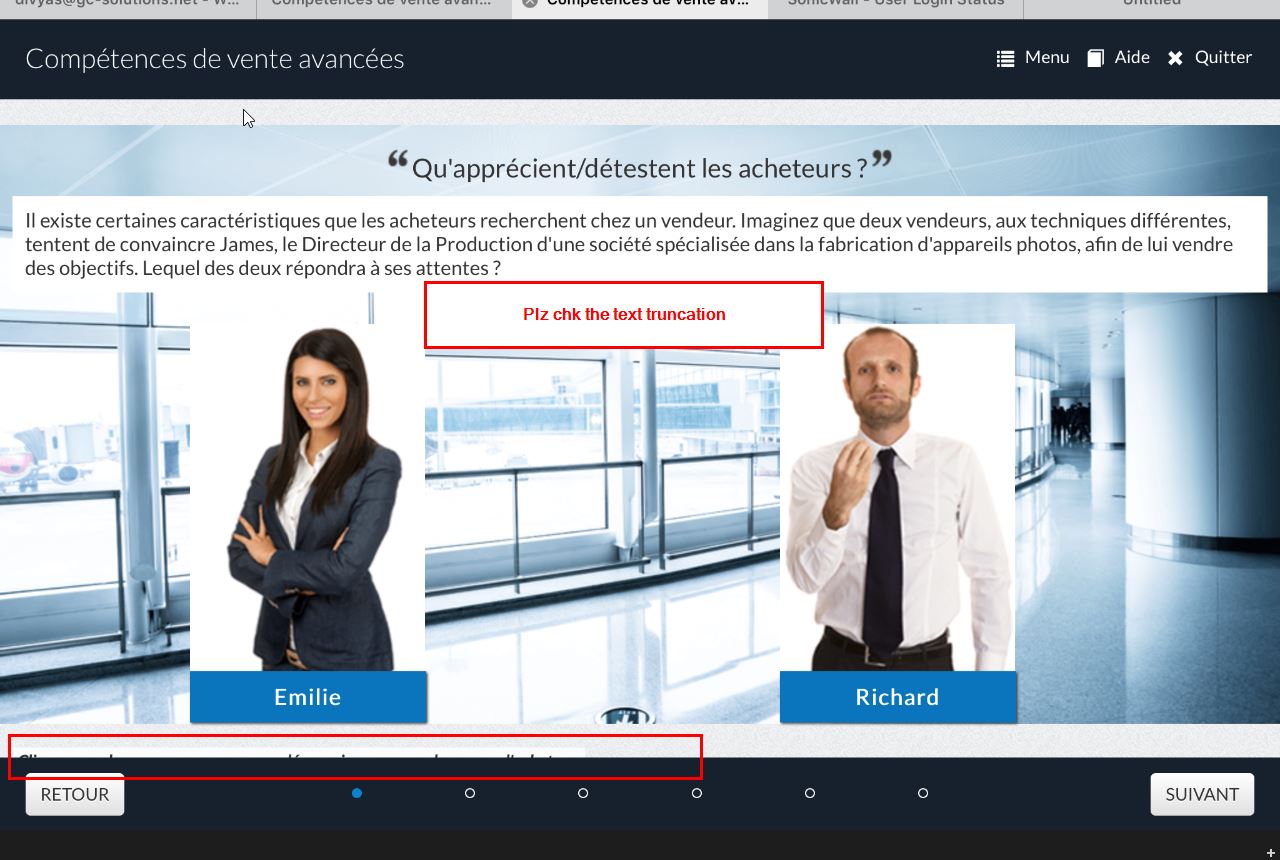 divyas@gc-solutions.net - W...
Compétences de vente avan...
Compétences de vente av...
SonicWall - User Login Status
Untitled
Compétences de vente avancées
Menu
Aide
Quitter
“Qu'apprécient/détestent les acheteurs ?”
Il existe certaines caractéristiques que les acheteurs recherchent chez un vendeur. Imaginez que deux vendeurs, aux techniques différentes,
tentent de convaincre James, le Directeur de la Production d'une société spécialisée dans la fabrication d'appareils photos, afin de lui vendre
des objectifs. Lequel des deux répondra à ses attentes ?
Plz chk the text truncation
Emilie
Richard
RETOUR
SUIVANT